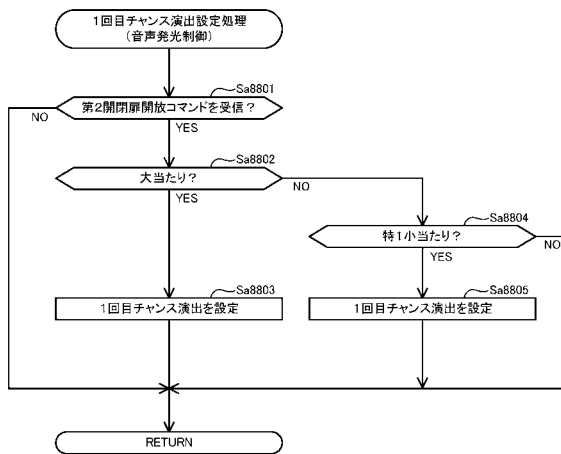 1回目チャンス演出設定処理
（音声発光制御）
Sa8801
第2開閉扉開放コマンドを受信？
NO
YES
Sa8802
大当たり？
NO
YES
Sa8804
特1小当たり？
NO
YES
Sa8803
1回目チャンス演出を設定
Sa8805
1回目チャンス演出を設定
RETURN